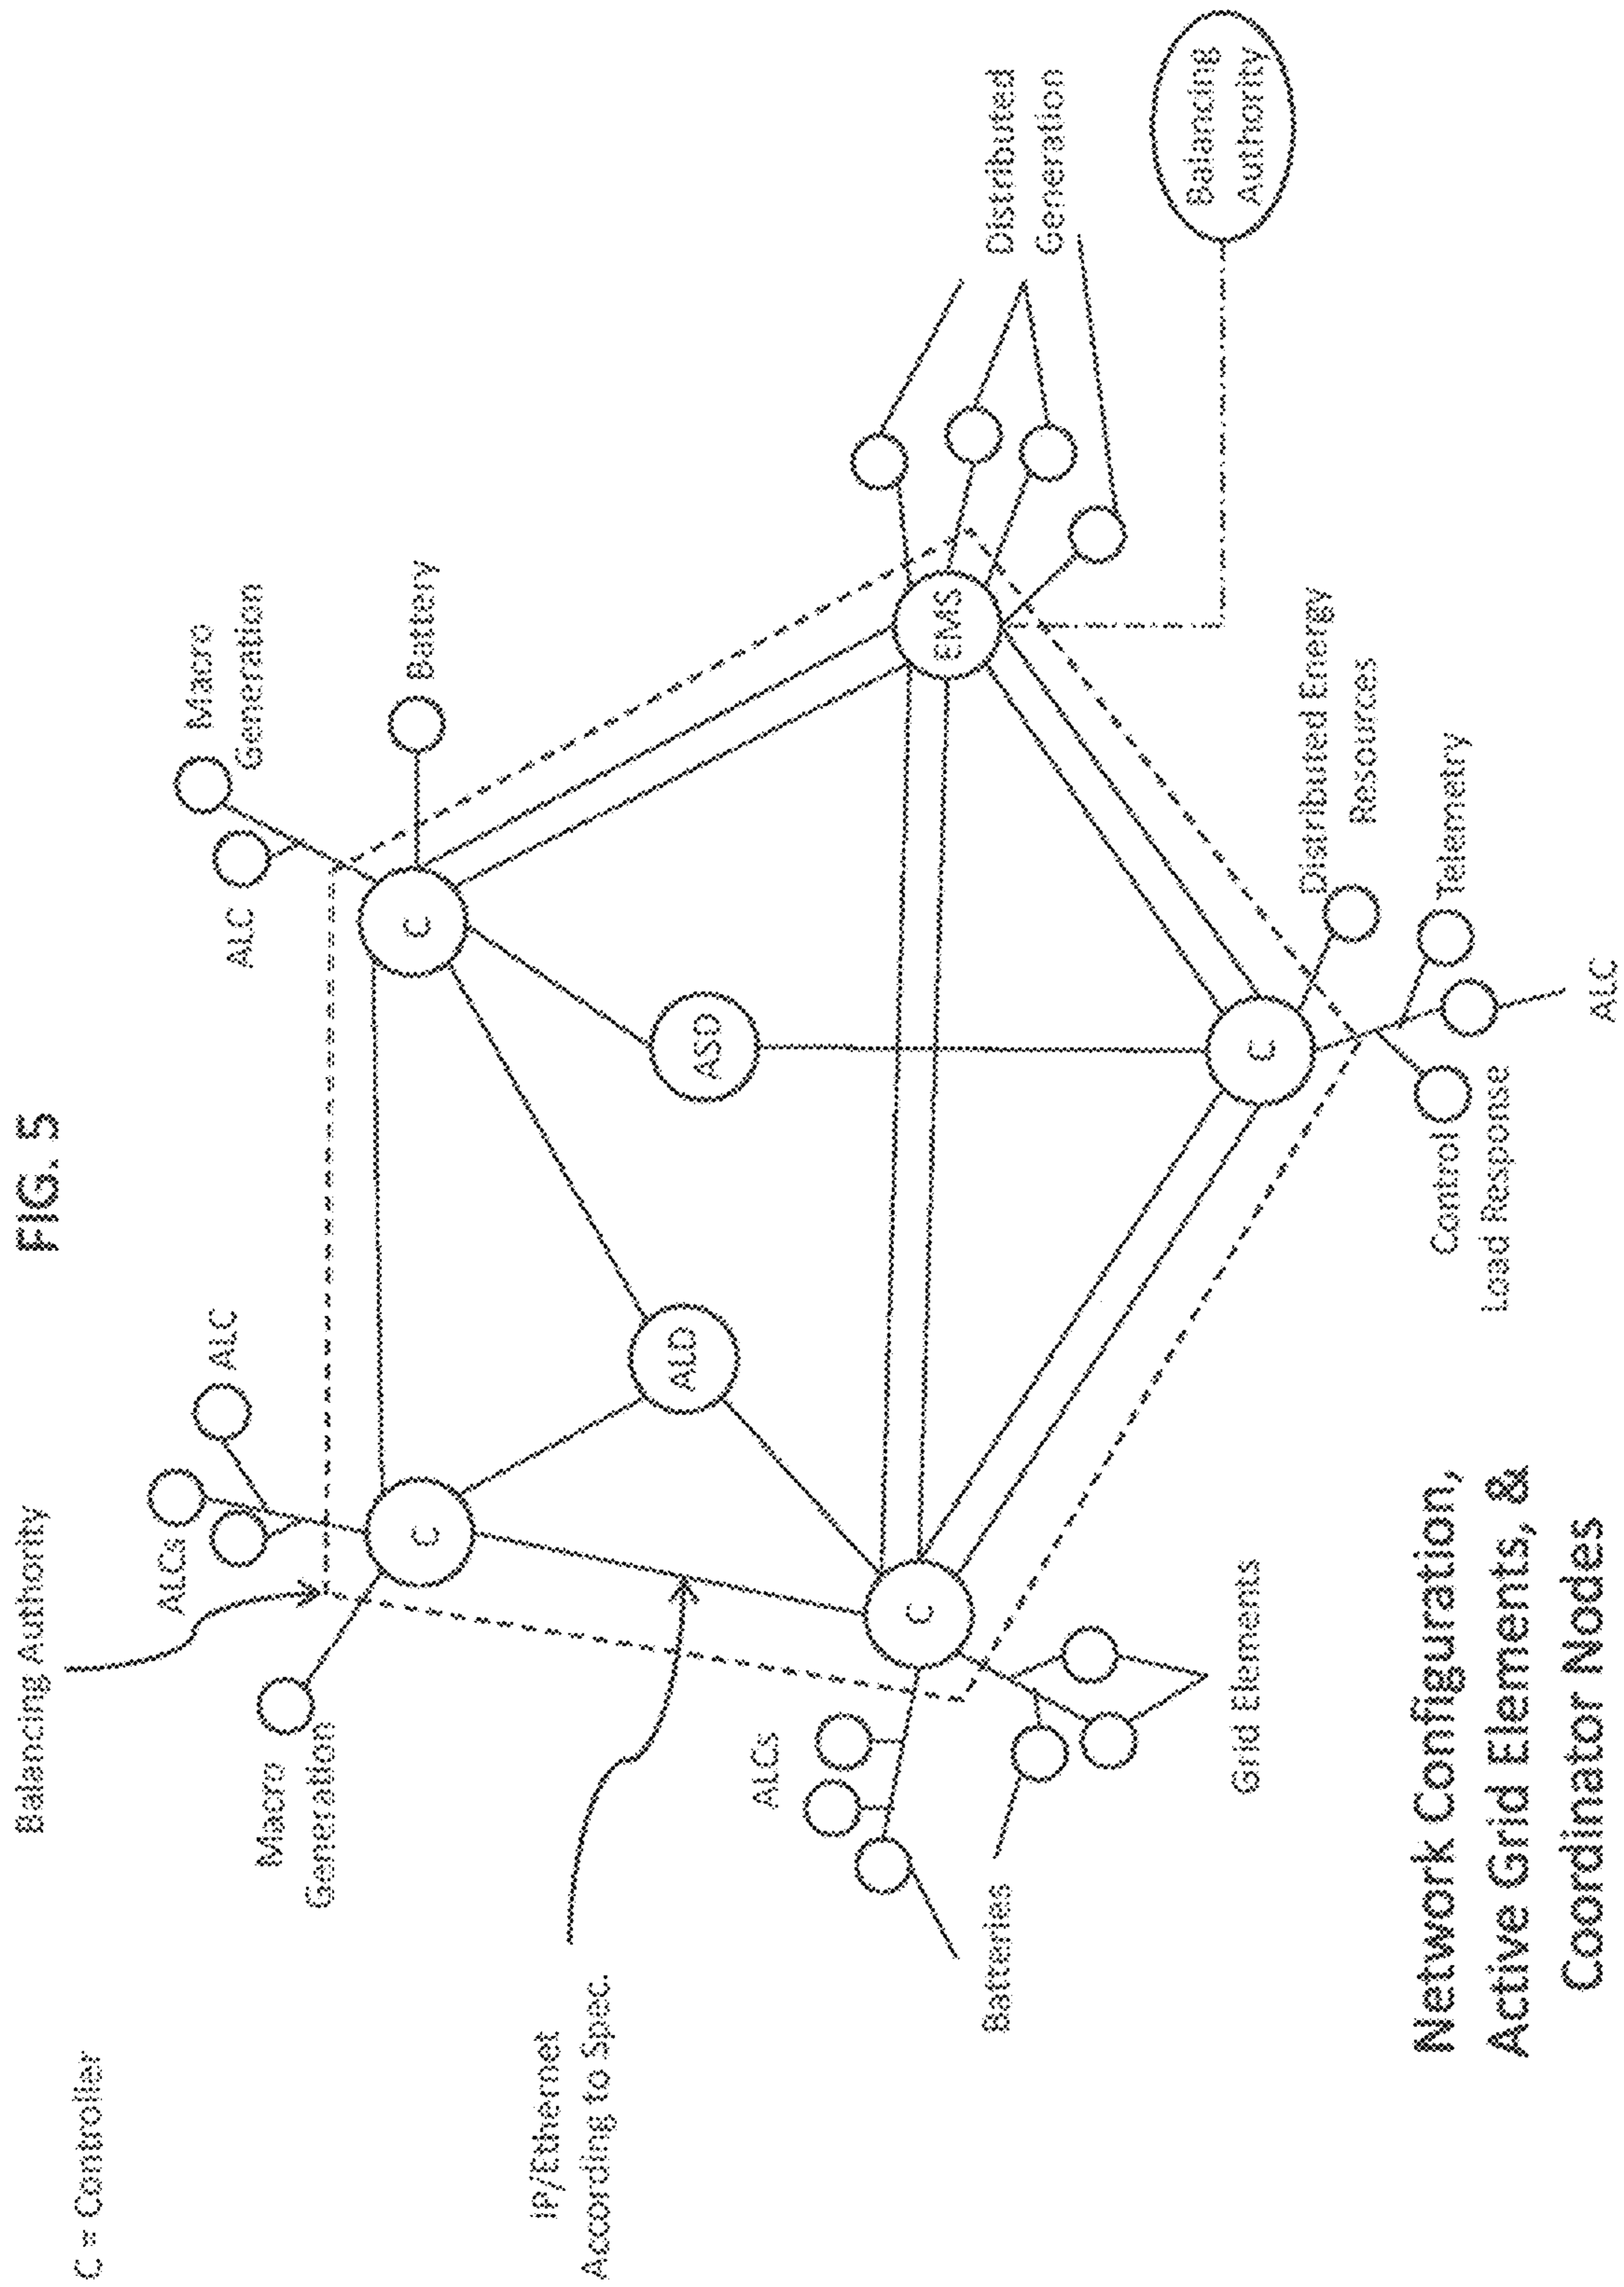 FIG. 5
C = Controller
Balancing Authority
ALCs
ALC
Macro
Generation
C
ALC
Macro
Generation
Battery
C
IP/Ethernet
According to Spec.
ALD
ASD
ALCs
Batteries
C
Grid Elements
EMS
Distributed
Generation
Balancing
Authority
C
Distributed Energy
Resources
Telemetry
Control
Load Response
ALC
Network Configuration,
Active Grid Elements, &
Coordinator Nodes